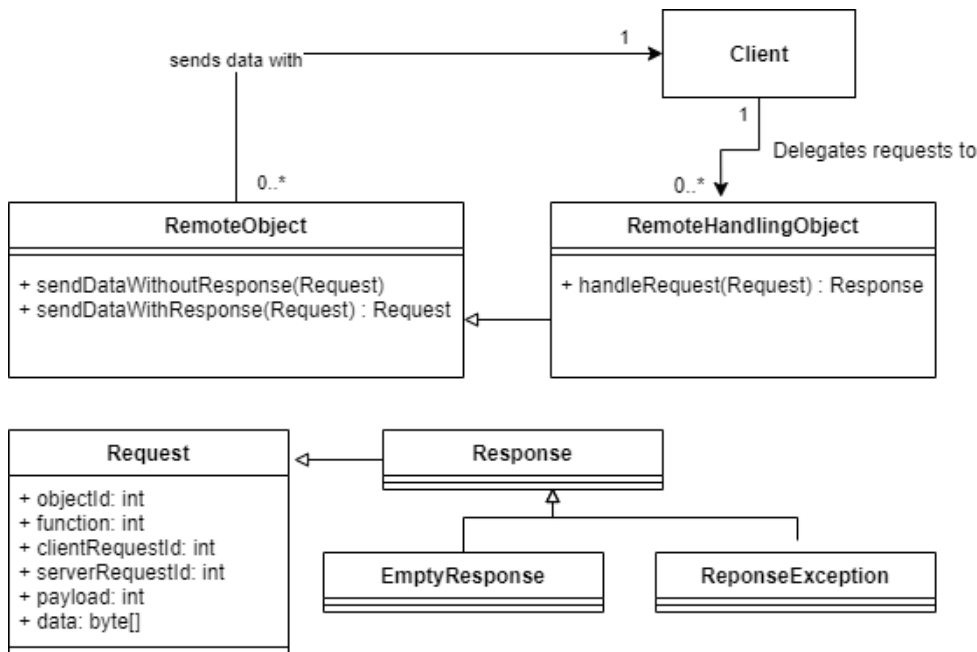 1
Client
sends data with
1
Delegates requests to
0..*
0..*
RemoteObject
RemoteHandlingObject
+ sendDataWithoutResponse(Request)
+ sendDataWithResponse(Request) : Request
+ handleRequest(Request) : Response
Request
+ objectId: int
+ function: int
+ clientRequestId: int
+ serverRequestId: int
+ payload: int
+ data: byte[]
Response
EmptyResponse
ReponseException